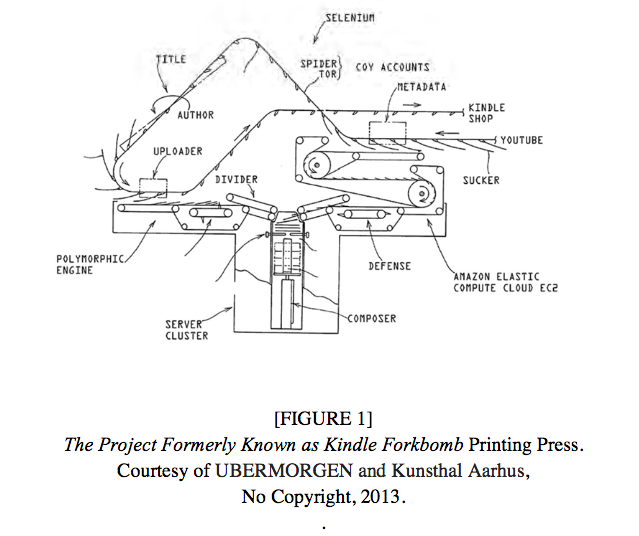 SELENIUM
TITLE
SPIDER
TOR
COY ACCOUNTS
METADATA
AUTHOR
KINDLE
SHOP
YOUTUBE
UPLOADER
DIVIDER
SUCKER
POLYMORPHIC
ENGINE
DEFENSE
AMAZON ELASTIC
COMPUTE CLOUD EC2
SERVER
CLUSTER
COMPOSER
[FIGURE 1]
The Project Formerly Known as Kindle Forkbomb Printing Press.
Courtesy of UBERMORGEN and Kunsthal Aarhus,
No Copyright, 2013.
.